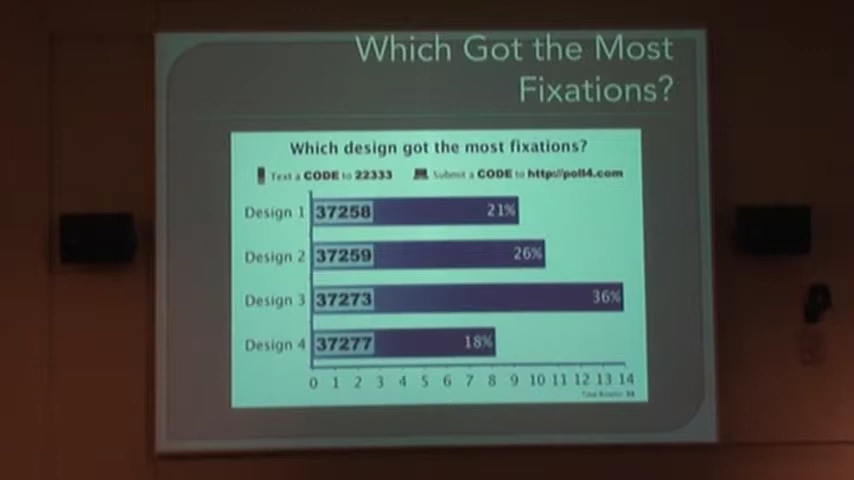 Which Got the Most
Fixations?
Which design got the most fixations?
Text a CODE to 22333 Submit a CODE to http://poll4.com
Design 1 37258 21%
Design 2 37259 26%
Design 3 37273 36%
Design 4 37277 18%
0 1 2 3 4 5 6 7 8 9 10 11 12 13 14
Total